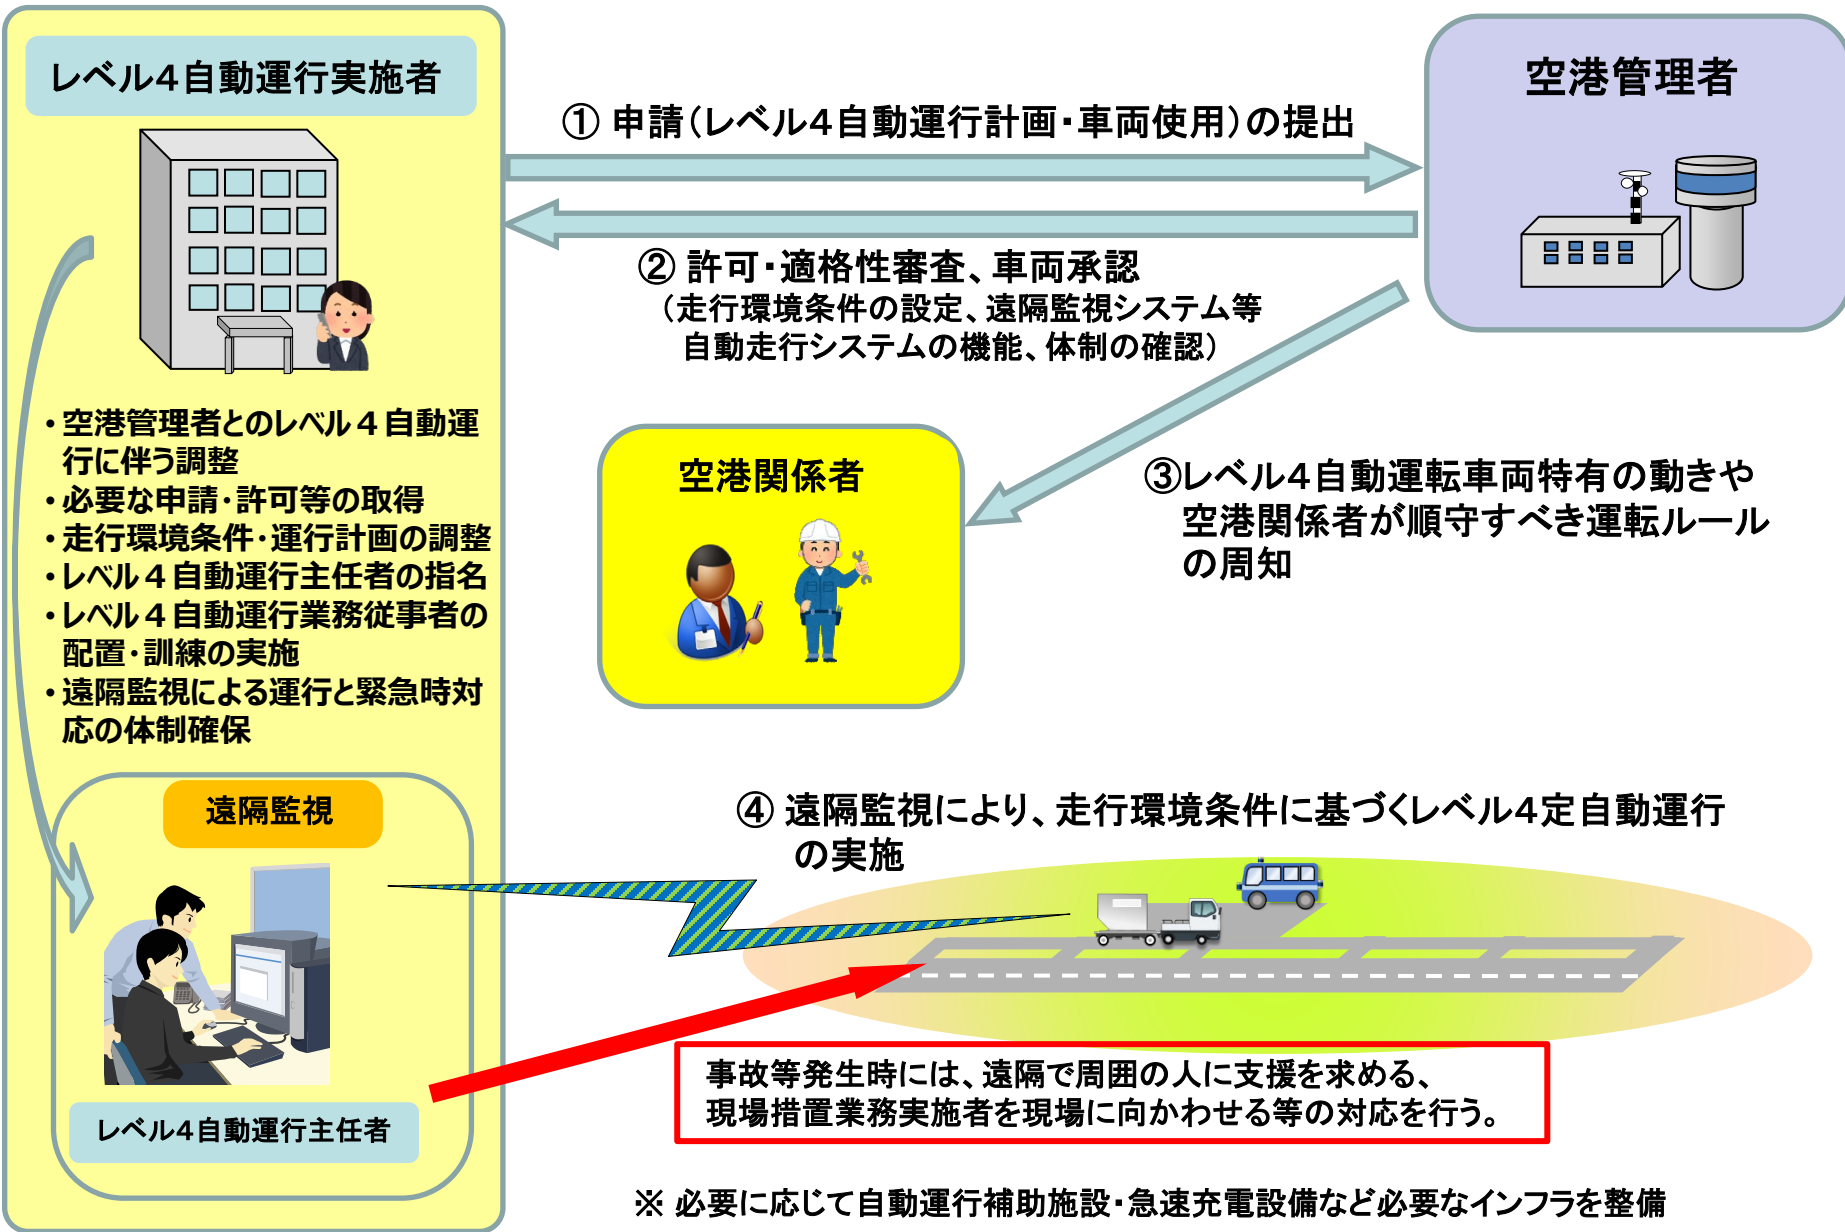 レベル4自動運行実施者
空港管理者
① 申請(レベル4自動運行計画・車両使用)の提出
② 許可・適格性審査、車両承認
(走行環境条件の設定、遠隔監視システム等
自動走行システムの機能、体制の確認)
・空港管理者とのレベル４自動運
行に伴う調整
・必要な申請・許可等の取得
・走行環境条件・運行計画の調整
・レベル４自動運行主任者の指名
・レベル４自動運行業務従事者の
配置・訓練の実施
・遠隔監視による運行と緊急時対
応の体制確保
空港関係者
③レベル4自動運転車両特有の動きや
空港関係者が順守すべき運転ルール
の周知
遠隔監視
レベル4自動運行主任者
④ 遠隔監視により、走行環境条件に基づくレベル4定自動運行
の実施
事故等発生時には、遠隔で周囲の人に支援を求める、
現場措置業務実施者を現場に向かわせる等の対応を行う。
※ 必要に応じて自動運行補助施設・急速充電設備など必要なインフラを整備